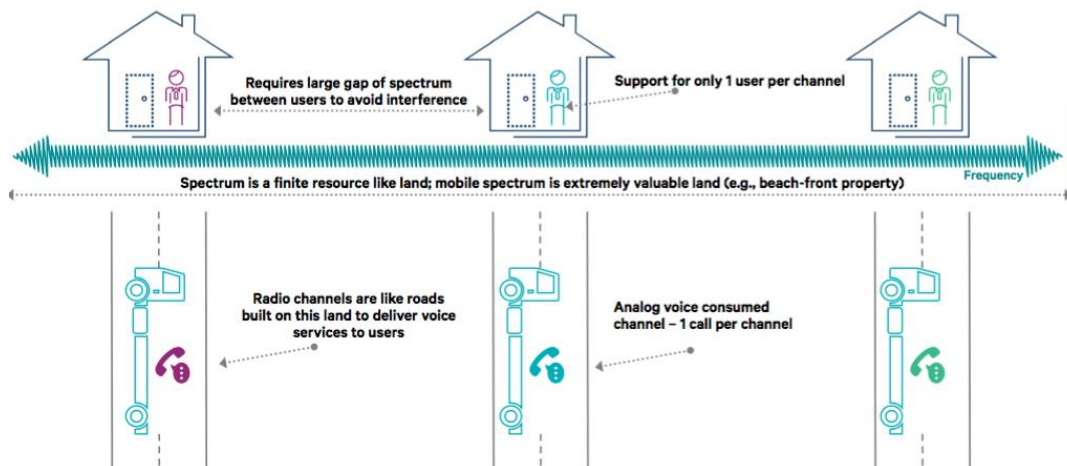 Requires large gap of spectrum
between users to avoid interference
Support for only 1 user per channel
Frequency
Spectrum is a finite resource like land; mobile spectrum is extremely valuable land (e.g., beach-front property)
Radio channels are like roads
built on this land to deliver voice
services to users
Analog voice consumed
channel – 1 call per channel